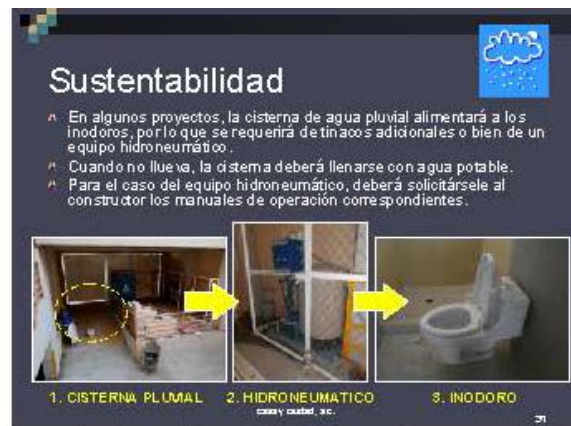 Sustentabilidad
En algunos proyectos, la cisterna de agua pluvial alimentará a los
inodoros, por lo que se requerirá de tinacos adicionales o bien de un
equipo hidroneumático.
Cuando no llueva, la cisterna deberá llenarse con agua potable.
Para el caso del equipo hidroneumático, deberá solicitársele al
constructor los manuales de operación correspondientes.
1. CISTERNA PLUVIAL 2. HIDRONEUMATICO 3. INODORO
casa y ciudad, a.c.